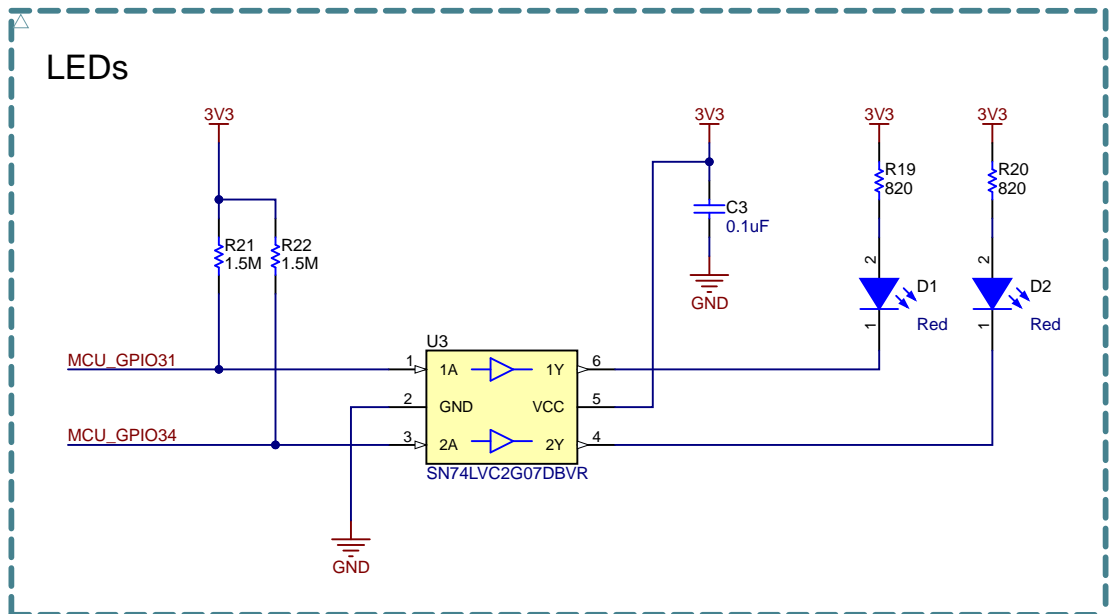 LEDs
3V3
3V3
3V3
3V3
R19
820
R20
820
C3
0.1uF
R21
1.5M
R22
1.5M
2
2
GND
D1
D2
Red
Red
1
1
U3
MCU_GPIO31
1
1A
1Y
6
2
GND
VCC
5
MCU_GPIO34
3
2A
2Y
4
SN74LVC2G07DBVR
GND